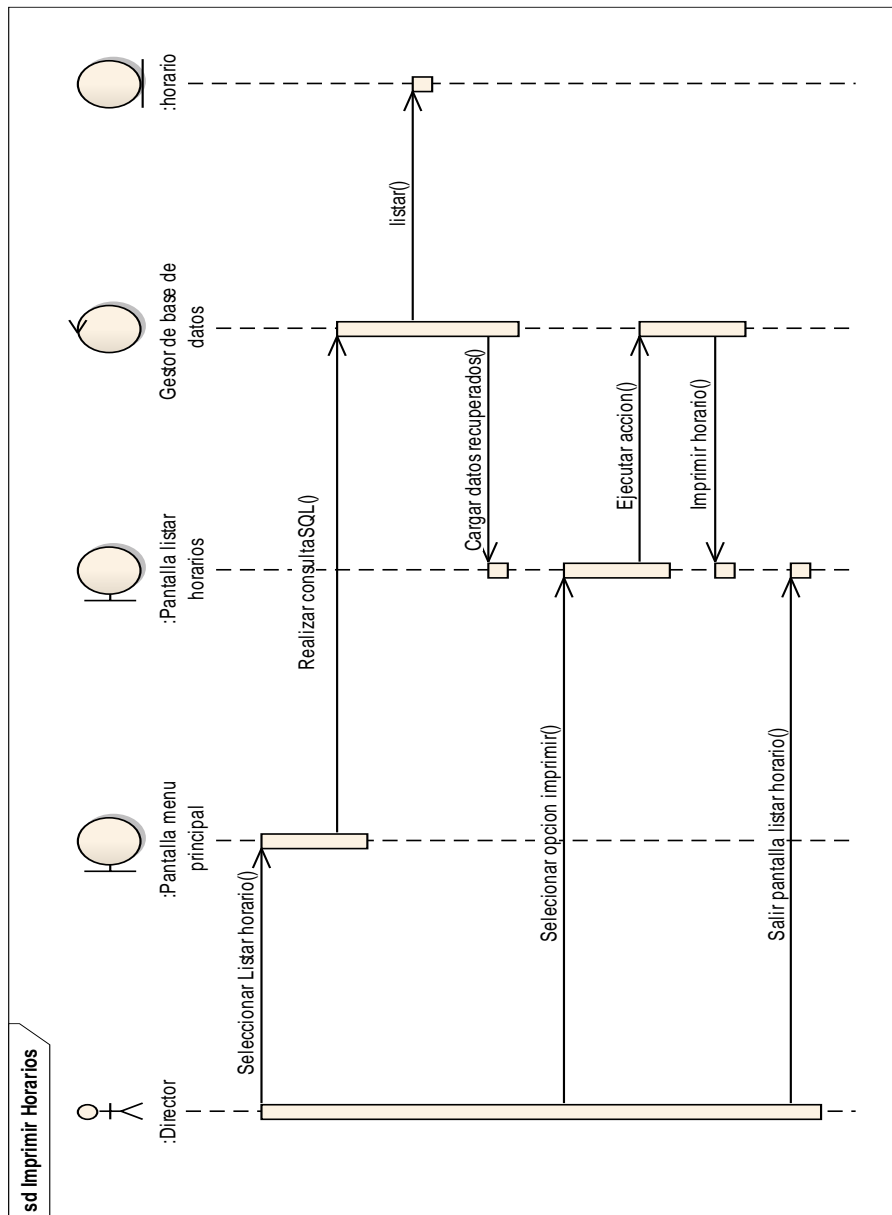 sd Imprimir Horarios
:Director
:Pantalla menu
principal
:Pantalla listar
horarios
Gestor de base de
datos
:horario
Seleccionar Listar horario()
Realizar consultaSQL()
listar()
Cargar datos recuperados()
Selecionar opcion imprimir()
Ejecutar accion()
Imprimir horario()
Salir pantalla listar horario()